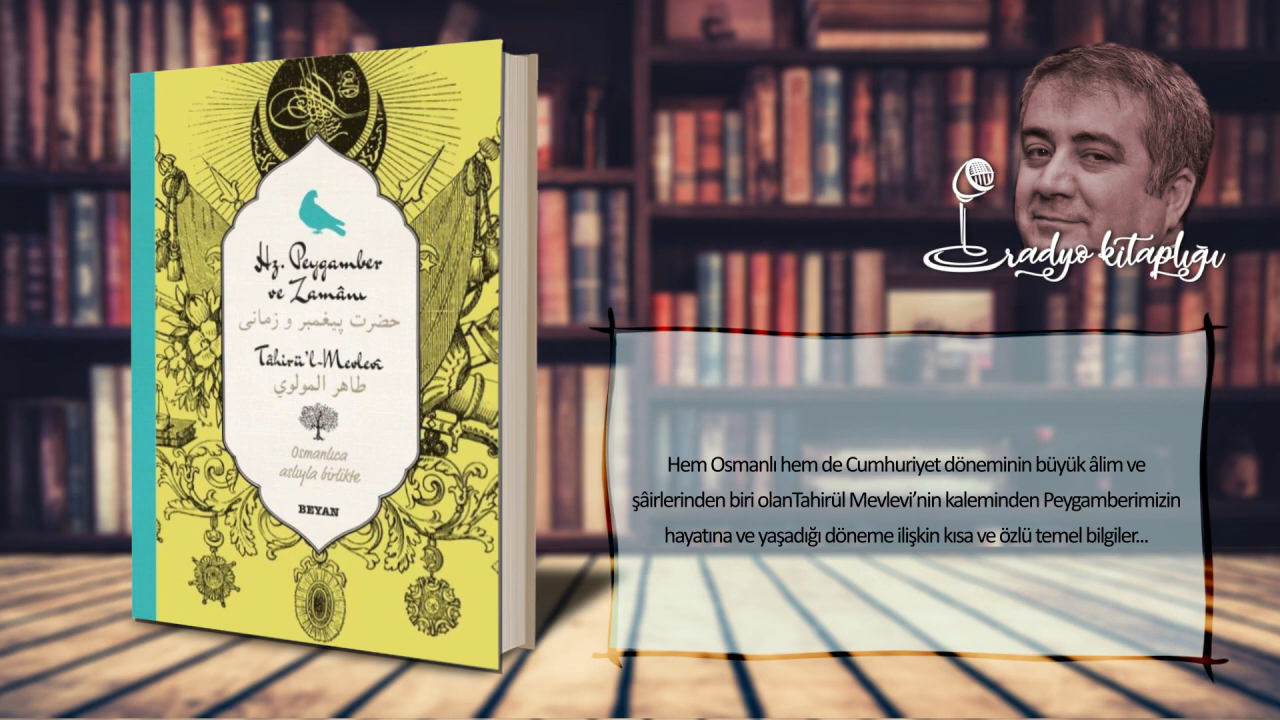 Hz. Peygamber
ve Zamânı
حضرت پیغمبر و زمانی
Tâhirü'l-Mevlevî
طاهر المولوي
Osmanlıca
aslıyla birlikte
BEYAN
radyo kitaplığı
Hem Osmanlı hem de Cumhuriyet döneminin büyük âlim ve
şâirlerinden biri olanTahirül Mevlevi’nin kaleminden Peygamberimizin
hayatına ve yaşadığı döneme ilişkin kısa ve özlü temel bilgiler...